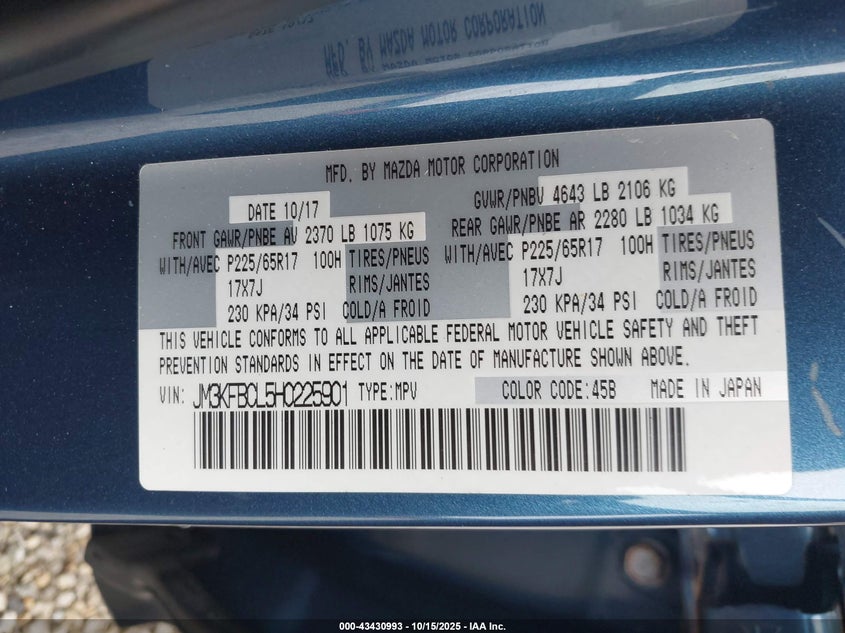 MFD. BY MAZDA MOTOR CORPORATION
DATE 10/17
GVWR/PNBV 4643 LB 2106 KG
FRONT GAWR/PNBE AV 2370 LB 1075 KG
REAR GAWR/PNBE AR 2280 LB 1034 KG
WITH/AVEC P225/65R17 100H TIRES/PNEUS
WITH/AVEC P225/65R17 100H TIRES/PNEUS
17X7J RIMS/JANTES
17X7J RIMS/JANTES
230 KPA/34 PSI COLD/A FROID
230 KPA/34 PSI COLD/A FROID
THIS VEHICLE CONFORMS TO ALL APPLICABLE FEDERAL MOTOR VEHICLE SAFETY AND THEFT
PREVENTION STANDARDS IN EFFECT ON THE DATE OF MANUFACTURE SHOWN ABOVE.
VIN: JM3KFBCL5H0225901 TYPE:MPV COLOR CODE:45B MADE IN JAPAN
000-43430993 - 10/15/2025 - IAA Inc.